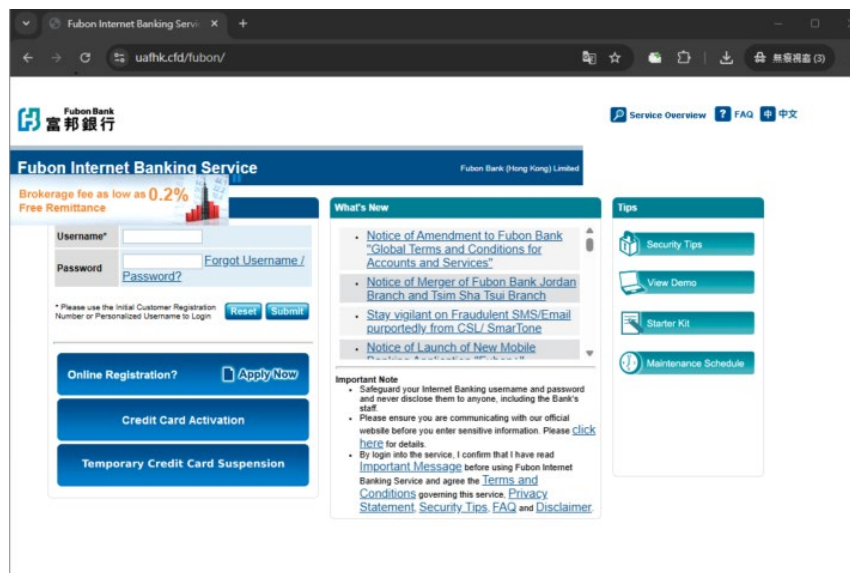 Fubon Internet Banking Servi
uafhk.cfd/fubon/
無痕視窗 (3)
Fubon Bank
富邦銀行
Service Overview ? FAQ 中 中文
Fubon Internet Banking Service
Fubon Bank (Hong Kong) Limited
Brokerage fee as low as 0.2%
Free Remittance
Username*
Password
Forgot Username /
Password?
* Please use the Initial Customer Registration
Number or Personalized Username to Login
Reset Submit
Online Registration? Apply Now
Credit Card Activation
Temporary Credit Card Suspension
What's New
Notice of Amendment to Fubon Bank
"Global Terms and Conditions for
Accounts and Services"
Notice of Merger of Fubon Bank Jordan
Branch and Tsim Sha Tsui Branch
Stay vigilant on Fraudulent SMS/Email
purportedly from CSL/ SmarTone
Notice of Launch of New Mobile
Important Note
Safeguard your Internet Banking username and password
and never disclose them to anyone, including the Bank's
staff.
Please ensure you are communicating with our official
website before you enter sensitive information. Please click
here for details.
By login into the service, I confirm that I have read
Important Message before using Fubon Internet
Banking Service and agree the Terms and
Conditions governing this service, Privacy
Statement, Security Tips, FAQ and Disclaimer.
Tips
Security Tips
View Demo
Starter Kit
Maintenance Schedule